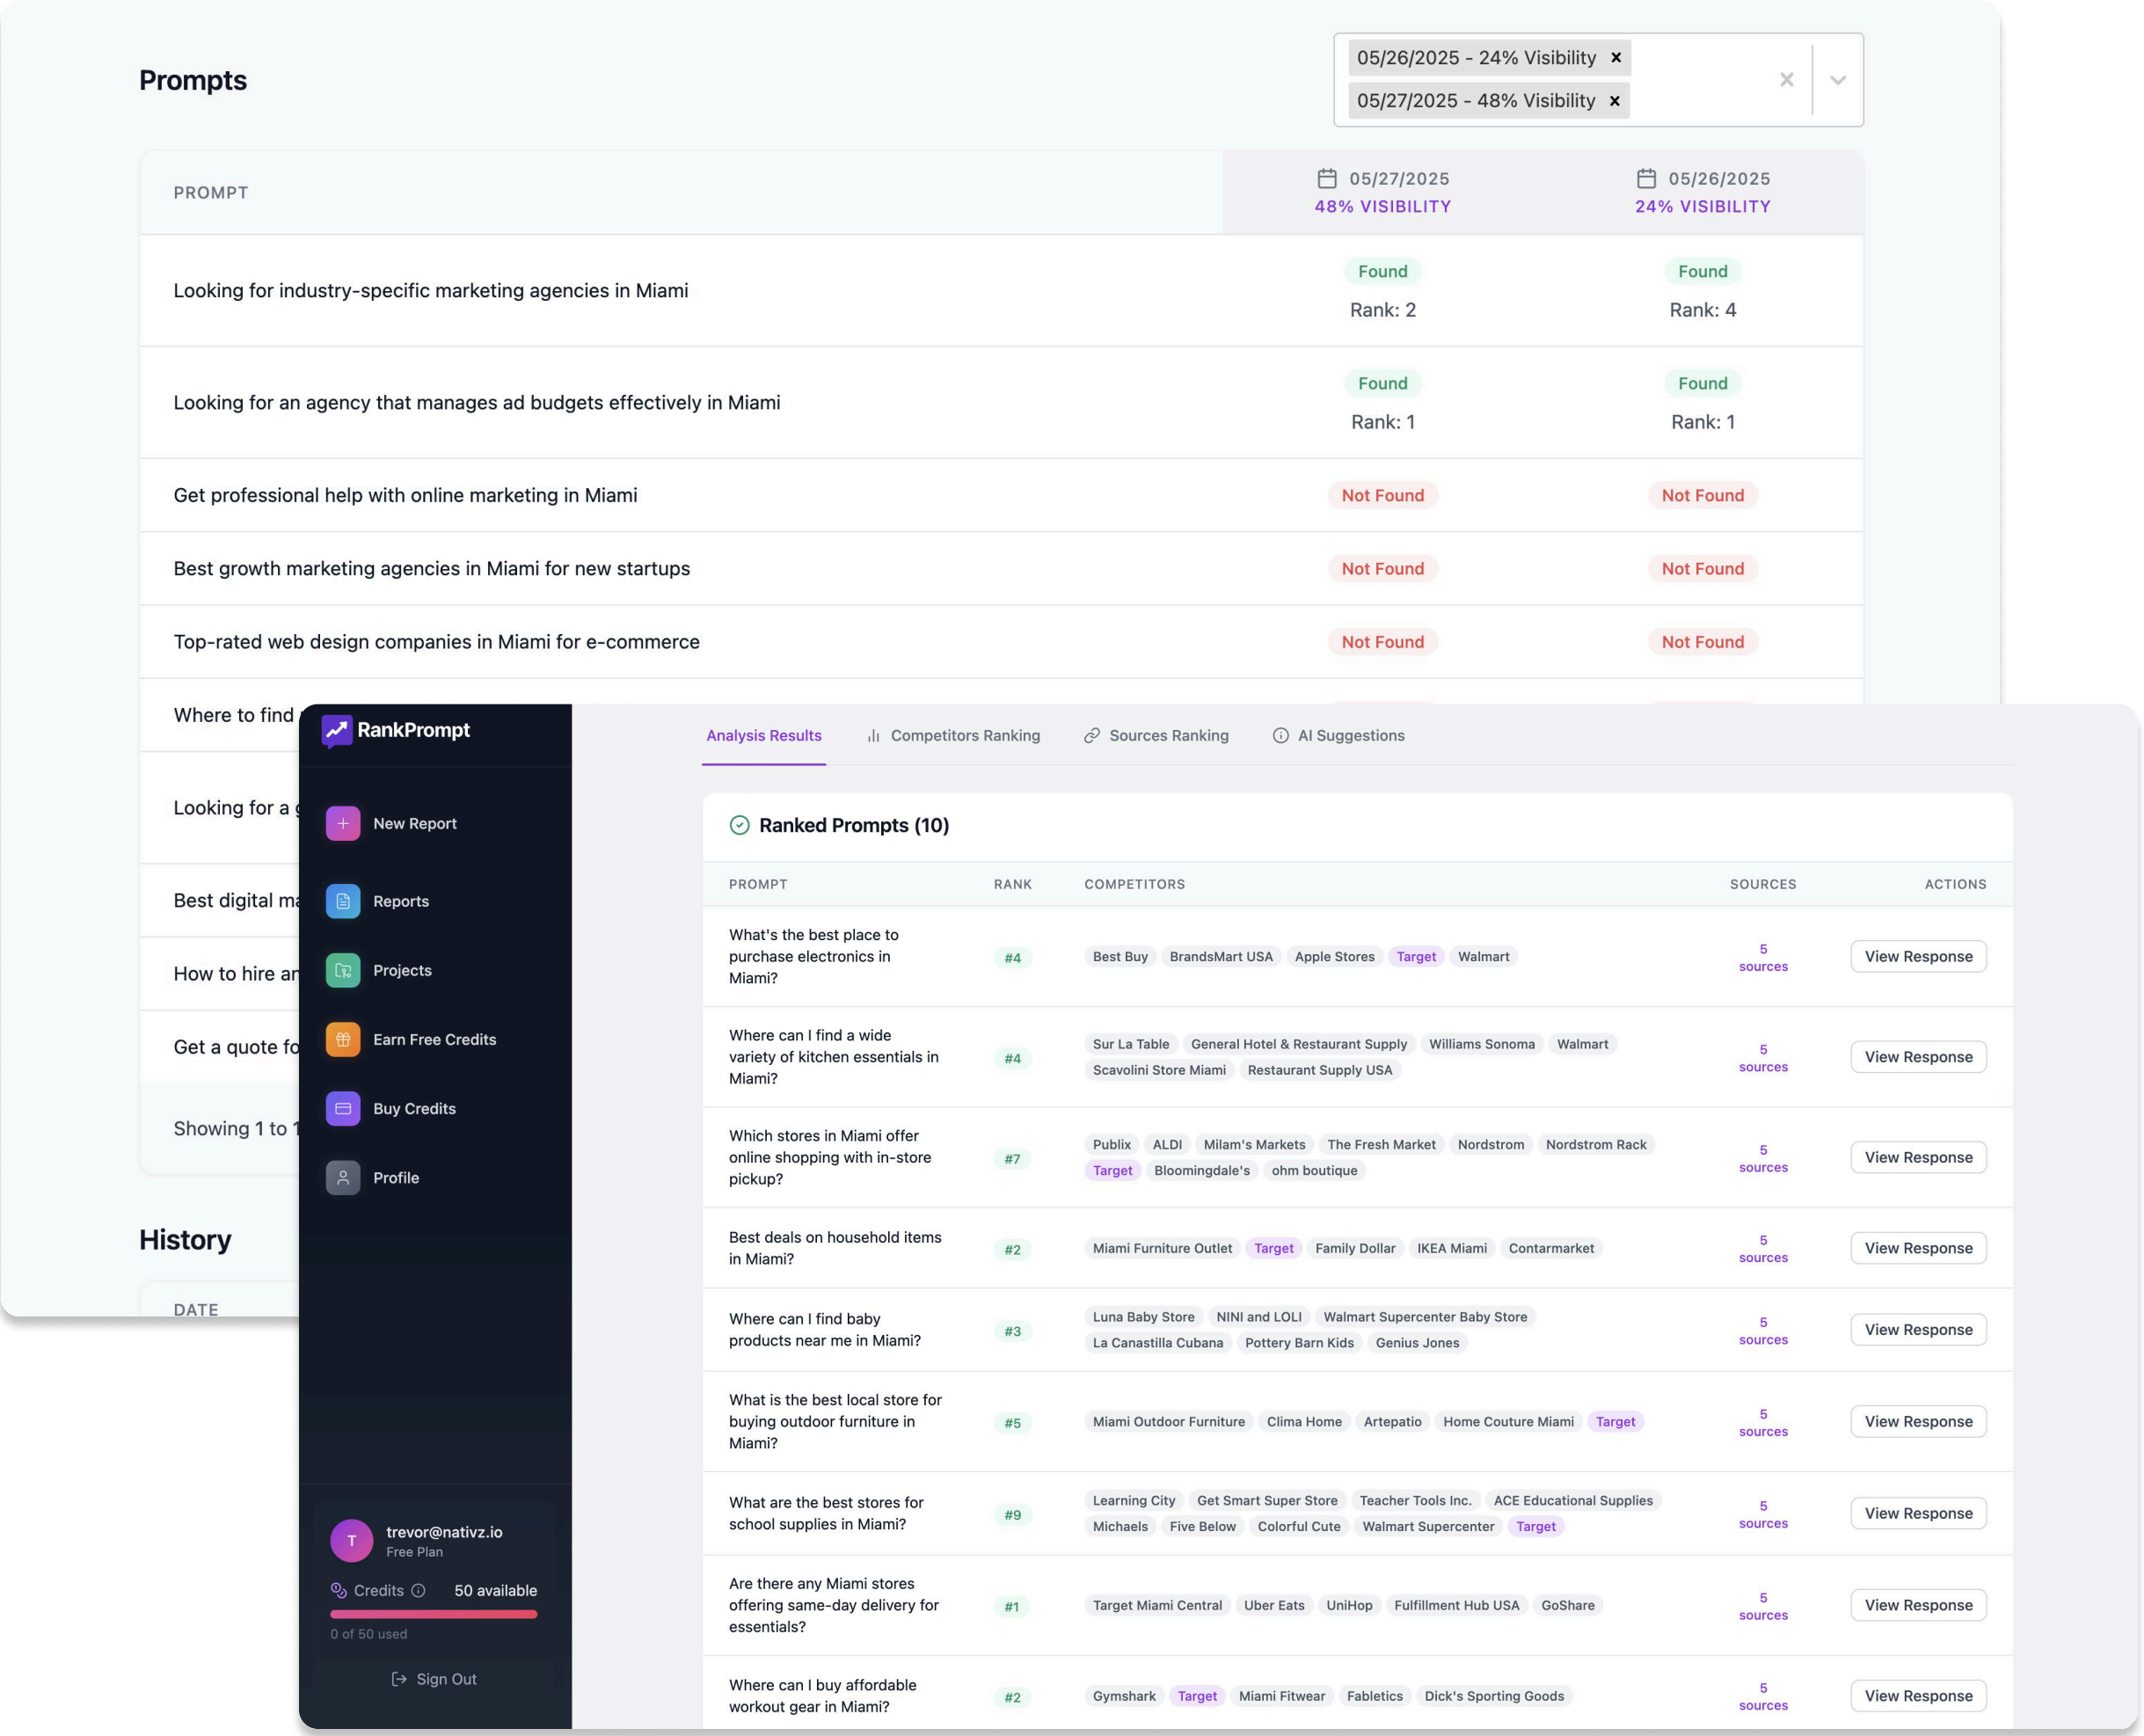 Prompts
05/26/2025 - 24% Visibility ×
05/27/2025 - 48% Visibility ×
PROMPT
05/27/2025
48% VISIBILITY
05/26/2025
24% VISIBILITY
Looking for industry-specific marketing agencies in Miami
Found
Rank: 2
Found
Rank: 4
Looking for an agency that manages ad budgets effectively in Miami
Found
Rank: 1
Found
Rank: 1
Get professional help with online marketing in Miami
Not Found
Not Found
Best growth marketing agencies in Miami for new startups
Not Found
Not Found
Top-rated web design companies in Miami for e-commerce
Not Found
Not Found
Where to find
Looking for a
Best digital
How to hire
Get a quote
Showing 1 to
History
DATE
RankPrompt
New Report
Reports
Projects
Earn Free Credits
Buy Credits
Profile
T
trevor@nativz.io
Free Plan
Credits
50 available
0 of 50 used
Sign Out
Analysis Results
Competitors Ranking
Sources Ranking
AI Suggestions
Ranked Prompts (10)
PROMPT RANK COMPETITORS SOURCES ACTIONS
What's the best place to
purchase electronics in
Miami?
#4
Best Buy BrandsMart USA Apple Stores Target Walmart
5
sources
View Response
Where can I find a wide
variety of kitchen essentials in
Miami?
#4
Sur La Table General Hotel & Restaurant Supply Williams Sonoma Walmart
Scavolini Store Miami Restaurant Supply USA
5
sources
View Response
Which stores in Miami offer
online shopping with in-store
pickup?
#7
Publix ALDI Milam's Markets The Fresh Market Nordstrom Nordstrom Rack
Target Bloomingdale's ohm boutique
5
sources
View Response
Best deals on household items
in Miami?
#2
Miami Furniture Outlet Target Family Dollar IKEA Miami Contarmarket
5
sources
View Response
Where can I find baby
products near me in Miami?
#3
Luna Baby Store NINI and LOLI Walmart Supercenter Baby Store
La Canastilla Cubana Pottery Barn Kids Genius Jones
5
sources
View Response
What is the best local store for
buying outdoor furniture in
Miami?
#5
Miami Outdoor Furniture Clima Home Artepatio Home Couture Miami Target
5
sources
View Response
What are the best stores for
school supplies in Miami?
#9
Learning City Get Smart Super Store Teacher Tools Inc. ACE Educational Supplies
Michaels Five Below Colorful Cute Walmart Supercenter Target
5
sources
View Response
Are there any Miami stores
offering same-day delivery for
essentials?
#1
Target Miami Central Uber Eats UniHop Fulfillment Hub USA GoShare
5
sources
View Response
Where can I buy affordable
workout gear in Miami?
#2
Gymshark Target Miami Fitwear Fabletics Dick's Sporting Goods
5
sources
View Response